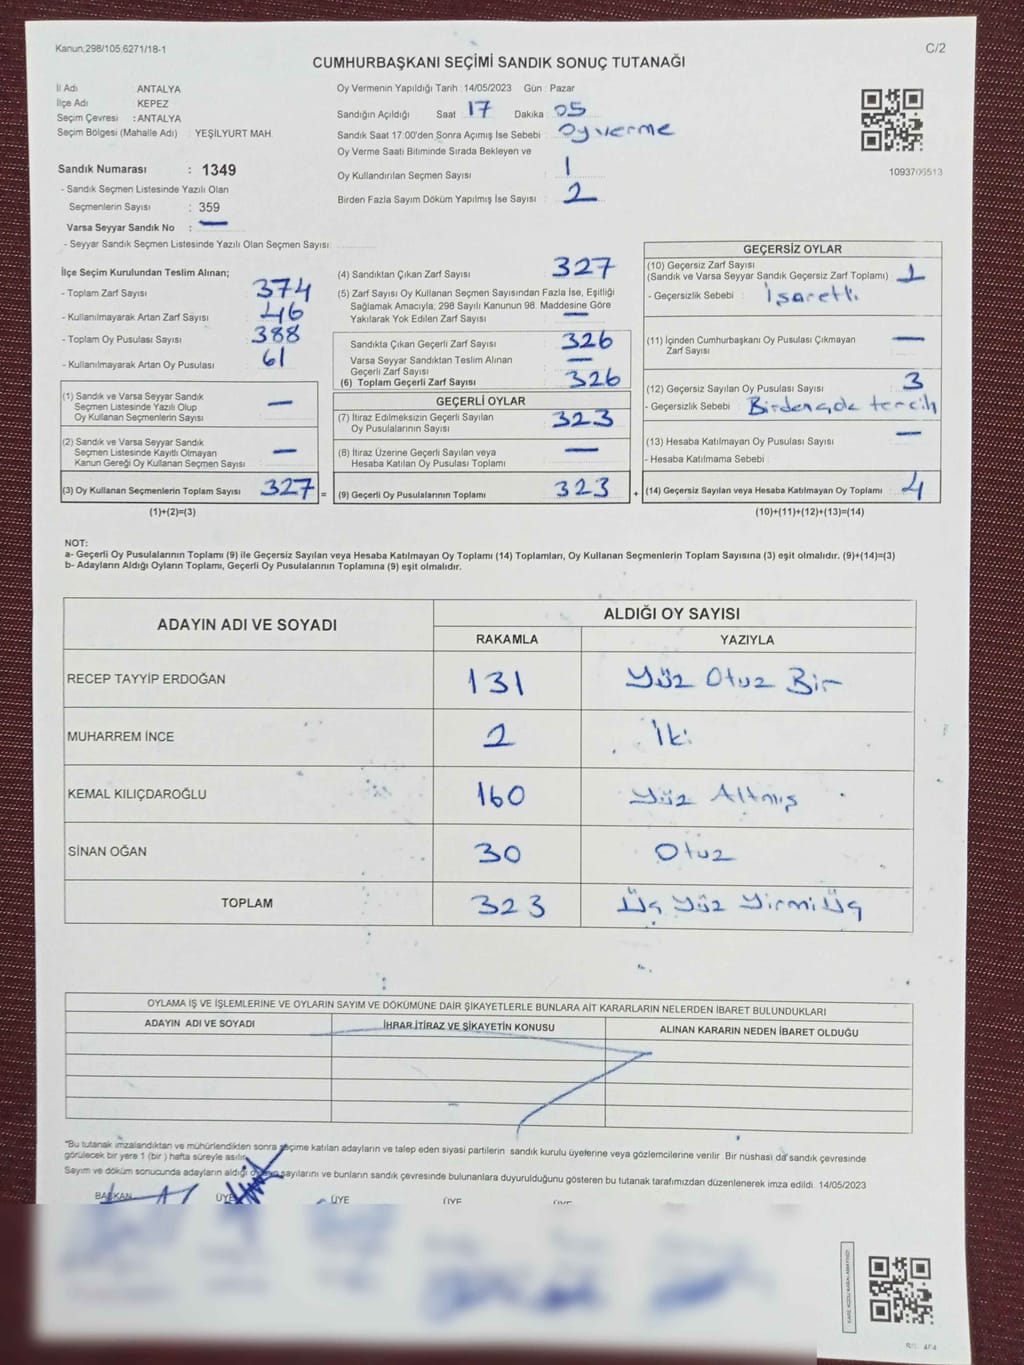 Kanun,298/105,6271/18-1
C/2
CUMHURBAŞKANI SEÇİMİ SANDIK SONUÇ TUTANAĞI
İl Adı ANTALYA
İlçe Adı KEPEZ
Seçim Çevresi : ANTALYA
Seçim Bölgesi (Mahalle Adı) : YEŞİLYURT MAH.
Sandık Numarası : 1349
- Sandık Seçmen Listesinde Yazılı Olan
Seçmenlerin Sayısı : 359
Varsa Seyyar Sandık No : —
- Seyyar Sandık Seçmen Listesinde Yazılı Olan Seçmen Sayısı:
Oy Vermenin Yapıldığı Tarih : 14/05/2023 Gün : Pazar
Sandığın Açıldığı Saat 17 Dakika : 05
Sandık Saat 17:00'den Sonra Açımış İse Sebebi : oy verme
Oy Verme Saati Bitiminde Sırada Bekleyen ve
Oy Kullandırılan Seçmen Sayısı : 1
Birden Fazla Sayım Döküm Yapılmış İse Sayısı : 2
1093706513
İlçe Seçim Kurulundan Teslim Alınan;
- Toplam Zarf Sayısı : 374
- Kullanılmayarak Artan Zarf Sayısı : 46
- Toplam Oy Pusulası Sayısı : 388
- Kullanılmayarak Artan Oy Pusulası : 61
(1) Sandık ve Varsa Seyyar Sandık
Seçmen Listesinde Yazılı Olup
Oy Kullanan Seçmenlerin Sayısı —
(2) Sandık ve Varsa Seyyar Sandık
Seçmen Listesinde Kayıtlı Olmayan
Kanun Gereği Oy Kullanan Seçmen Sayısı —
(3) Oy Kullanan Seçmenlerin Toplam Sayısı 327 =
(1)+(2)=(3)
(4) Sandıktan Çıkan Zarf Sayısı : 327
(5) Zarf Sayısı Oy Kullanan Seçmen Sayısından Fazla İse, Eşitliği
Sağlamak Amacıyla; 298 Sayılı Kanunun 98. Maddesine Göre
Yakılarak Yok Edilen Zarf Sayısı : —
Sandıkta Çıkan Geçerli Zarf Sayısı : 326
Varsa Seyyar Sandıktan Teslim Alınan
Geçerli Zarf Sayısı : —
(6) Toplam Geçerli Zarf Sayısı : 326
GEÇERLİ OYLAR
(7) İtiraz Edilmeksizin Geçerli Sayılan
Oy Pusulalarının Sayısı : 323
(8) İtiraz Üzerine Geçerli Sayılan veya
Hesaba Katılan Oy Pusulası Toplamı : —
(9) Geçerli Oy Pusulalarının Toplamı 323 +
GEÇERSİZ OYLAR
(10) Geçersiz Zarf Sayısı
(Sandık ve Varsa Seyyar Sandık Geçersiz Zarf Toplamı) : 1
- Geçersizlik Sebebi : İşaretli
(11) İçinden Cumhurbaşkanı Oy Pusulası Çıkmayan
Zarf Sayısı : —
(12) Geçersiz Sayılan Oy Pusulası Sayısı : 3
- Geçersizlik Sebebi : Birden çok tercih
(13) Hesaba Katılmayan Oy Pusulası Sayısı : —
- Hesaba Katılmama Sebebi :
(14) Geçersiz Sayılan veya Hesaba Katılmayan Oy Toplamı : 4
(10)+(11)+(12)+(13)=(14)
NOT:
a- Geçerli Oy Pusulalarının Toplamı (9) ile Geçersiz Sayılan veya Hesaba Katılmayan Oy Toplamı (14) Toplamları, Oy Kullanan Seçmenlerin Toplam Sayısına (3) eşit olmalıdır. (9)+(14)=(3)
b- Adayların Aldığı Oyların Toplamı, Geçerli Oy Pusulalarının Toplamına (9) eşit olmalıdır.
ADAYIN ADI VE SOYADI
ALDIĞI OY SAYISI
RAKAMLA YAZIYLA
RECEP TAYYİP ERDOĞAN 131 Yüz Otuz Bir
MUHARREM İNCE 2 İki
KEMAL KILIÇDAROĞLU 160 Yüz Altmış
SİNAN OĞAN 30 Otuz
TOPLAM 323 Üç Yüz Yirmi Üç
OYLAMA İŞ VE İŞLEMLERİNE VE OYLARIN SAYIM VE DÖKÜMÜNE DAİR ŞİKAYETLERLE BUNLARA AİT KARARLARIN NELERDEN İBARET BULUNDUKLARI
ADAYIN ADI VE SOYADI İHRAR İTİRAZ VE ŞİKAYETİN KONUSU ALINAN KARARIN NEDEN İBARET OLDUĞU
"Bu tutanak imzalandıktan ve mühürlendikten sonra seçime katılan adayların ve talep eden siyasi partilerin sandık kurulu üyelerine veya gözlemcilerine verilir. Bir nüshası da sandık çevresinde
görülecek bir yere 1 (bir) hafta süreyle asılır.
Sayım ve döküm sonucunda adayların aldığı oyların sayılarını ve bunların sandık çevresinde bulunanlara duyurulduğunu gösteren bu tutanak tarafımızdan düzenlenerek imza edildi. 14/05/2023
BAŞKAN ÜYE ÜYE ÜYE ÜYE